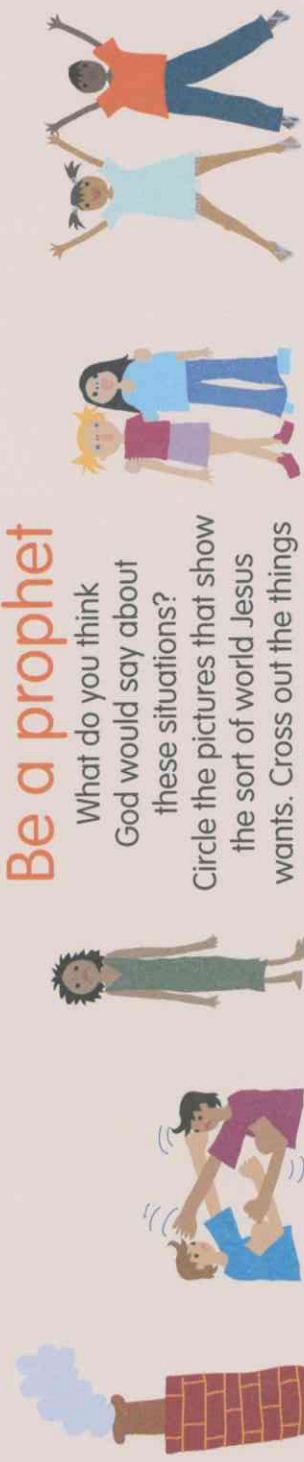 Be a prophet
What do you think
God would say about
these situations?
Circle the pictures that show
the sort of world Jesus
wants. Cross out the things